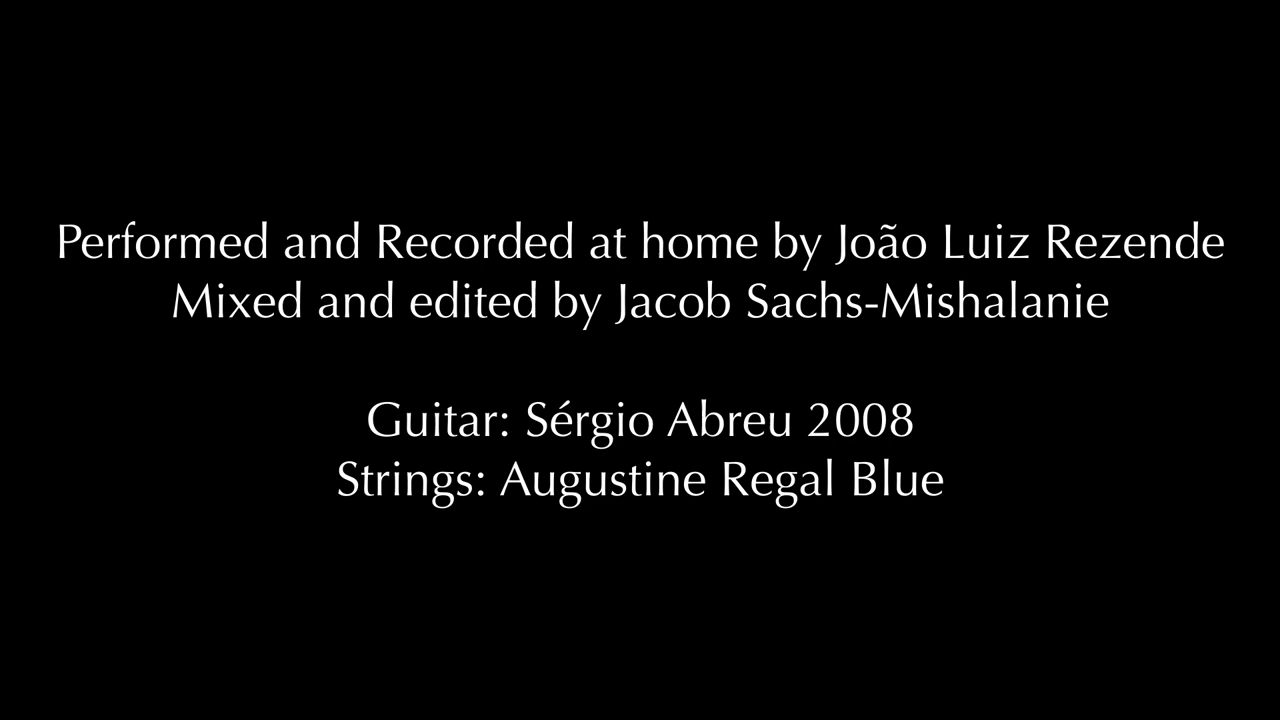 Performed and Recorded at home by João Luiz Rezende
Mixed and edited by Jacob Sachs-Mishalanie
Guitar: Sérgio Abreu 2008
Strings: Augustine Regal Blue